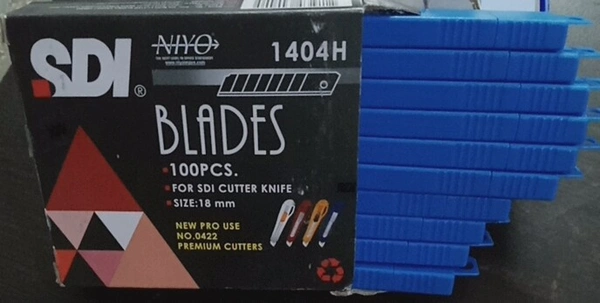 SDI®
NIYO
1404H
BLADES
100PCS.
FOR SDI CUTTER KNIFE
SIZE:18 mm
NEW PRO USE
NO.0422
PREMIUM CUTTERS